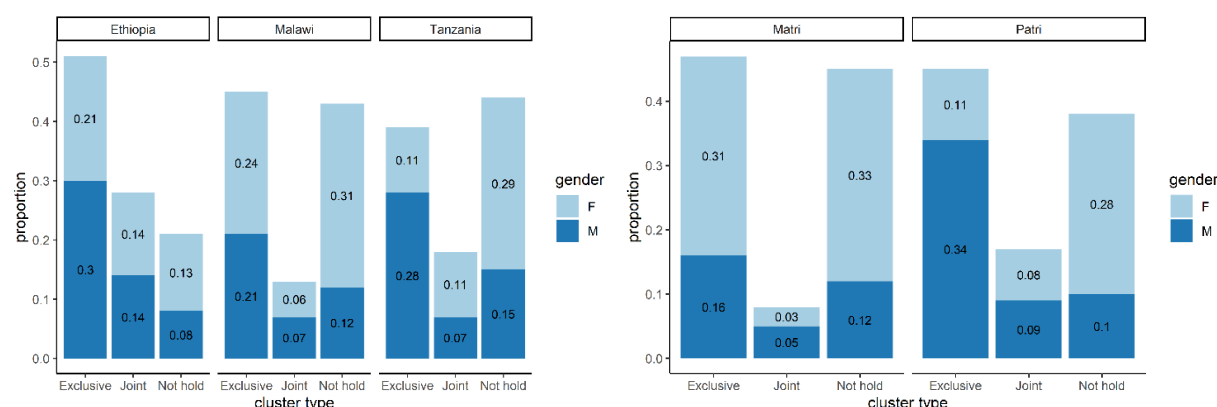 Ethiopia Malawi Tanzania
0.5
0.4
0.3
0.2
0.1
0.0
proportion
0.21
0.3
0.14
0.14
0.13
0.08
0.24
0.21
0.06
0.07
0.31
0.12
0.11
0.28
0.11
0.07
0.29
0.15
Exclusive Joint Not hold Exclusive Joint Not hold Exclusive Joint Not hold
cluster type
gender
F
M
Matri Patri
0.4
0.3
0.2
0.1
0.0
proportion
0.31
0.16
0.03
0.05
0.33
0.12
0.11
0.34
0.08
0.09
0.28
0.1
Exclusive Joint Not hold Exclusive Joint Not hold
cluster type
gender
F
M